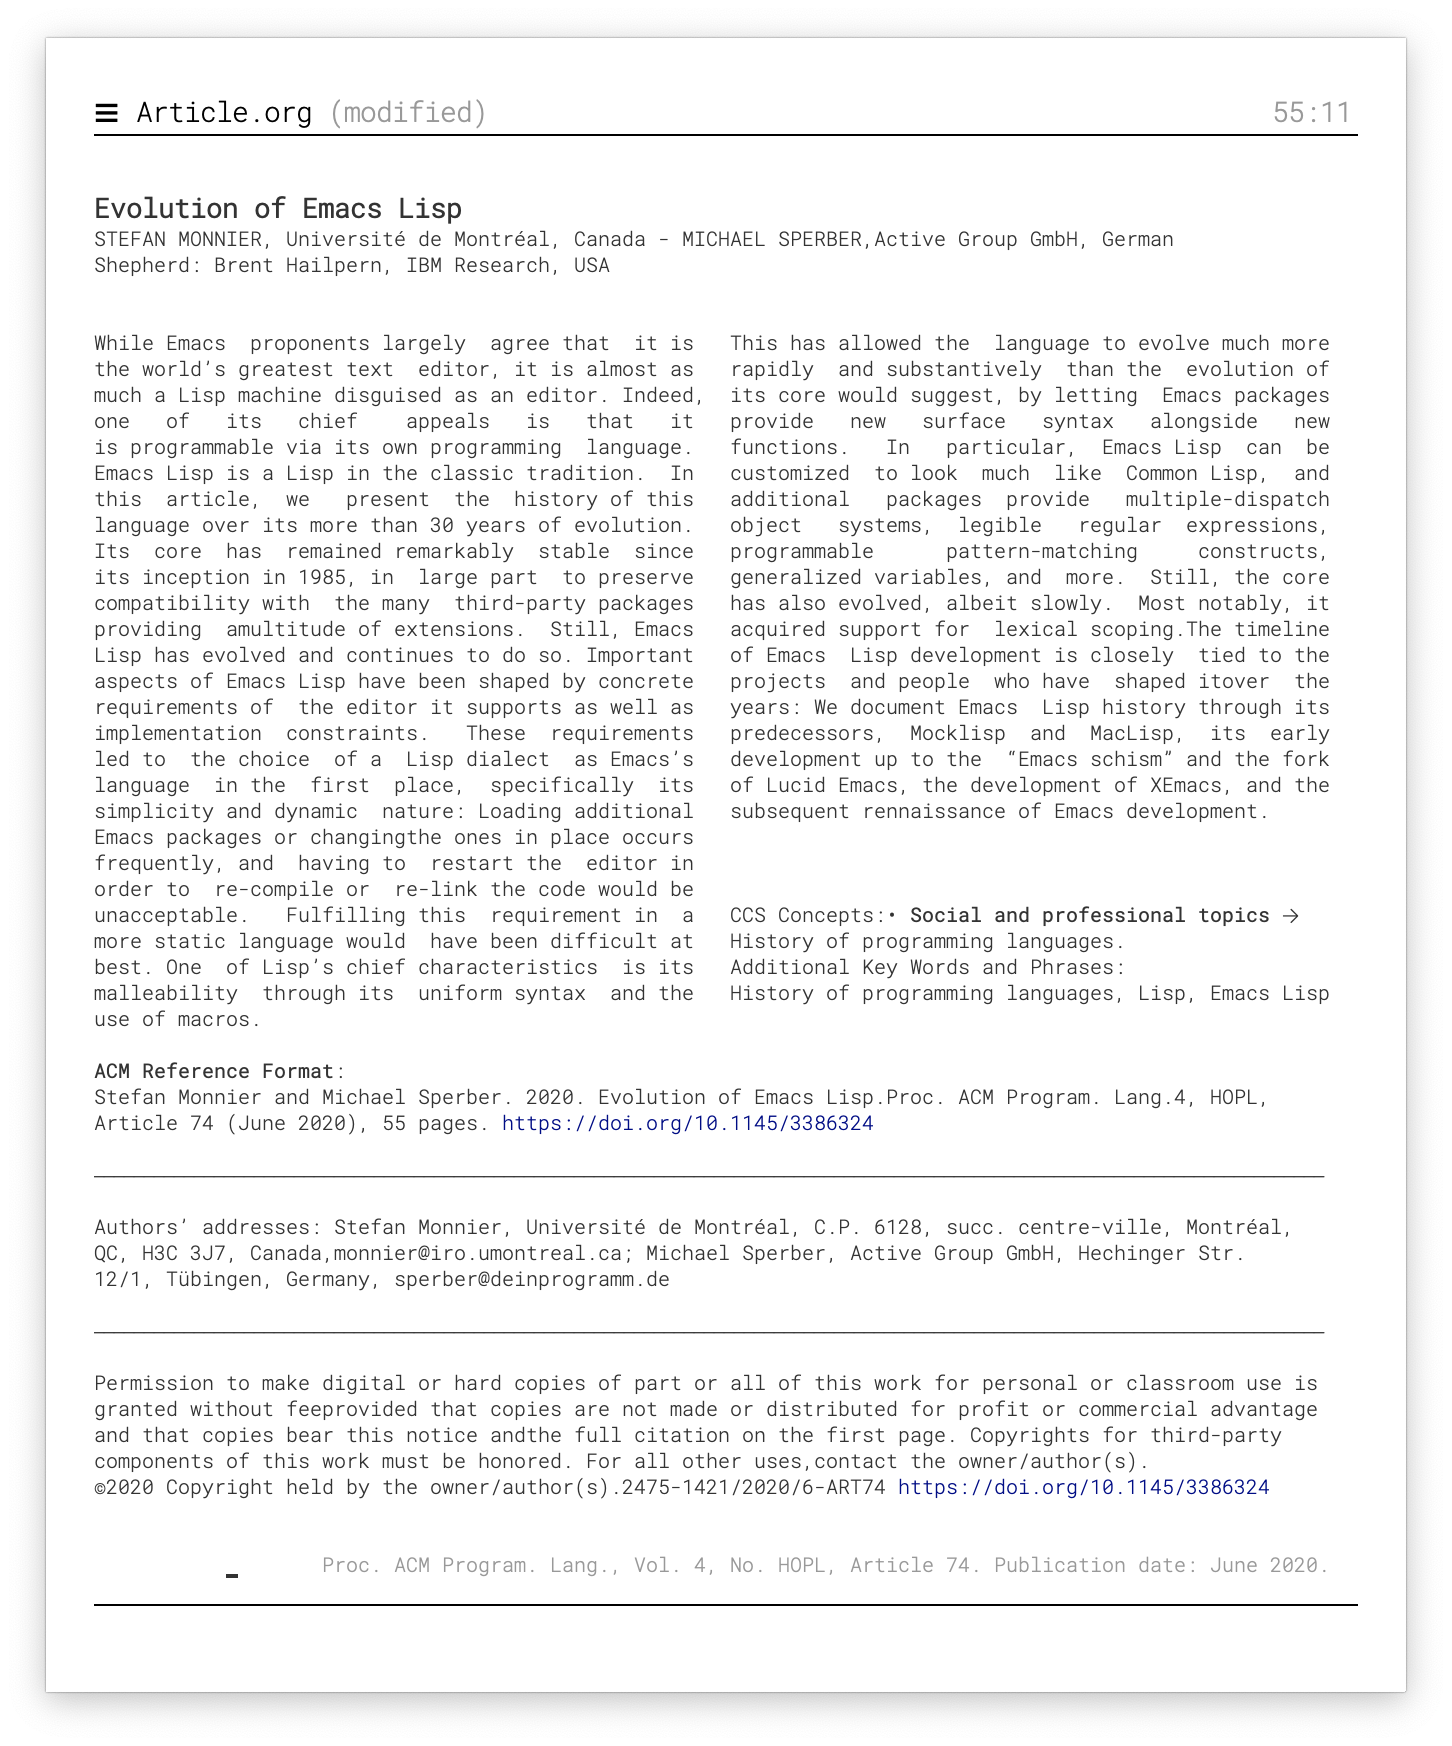 ≡ Article.org (modified) 55:11
Evolution of Emacs Lisp
STEFAN MONNIER, Université de Montréal, Canada - MICHAEL SPERBER,Active Group GmbH, German
Shepherd: Brent Hailpern, IBM Research, USA
While Emacs proponents largely agree that it is
the world’s greatest text editor, it is almost as
much a Lisp machine disguised as an editor. Indeed,
one of its chief appeals is that it
is programmable via its own programming language.
Emacs Lisp is a Lisp in the classic tradition. In
this article, we present the history of this
language over its more than 30 years of evolution.
Its core has remained remarkably stable since
its inception in 1985, in large part to preserve
compatibility with the many third-party packages
providing amultitude of extensions. Still, Emacs
Lisp has evolved and continues to do so. Important
aspects of Emacs Lisp have been shaped by concrete
requirements of the editor it supports as well as
implementation constraints. These requirements
led to the choice of a Lisp dialect as Emacs’s
language in the first place, specifically its
simplicity and dynamic nature: Loading additional
Emacs packages or changingthe ones in place occurs
frequently, and having to restart the editor in
order to re-compile or re-link the code would be
unacceptable. Fulfilling this requirement in a
more static language would have been difficult at
best. One of Lisp’s chief characteristics is its
malleability through its uniform syntax and the
use of macros.
This has allowed the language to evolve much more
rapidly and substantively than the evolution of
its core would suggest, by letting Emacs packages
provide new surface syntax alongside new
functions. In particular, Emacs Lisp can be
customized to look much like Common Lisp, and
additional packages provide multiple-dispatch
object systems, legible regular expressions,
programmable pattern-matching constructs,
generalized variables, and more. Still, the core
has also evolved, albeit slowly. Most notably, it
acquired support for lexical scoping.The timeline
of Emacs Lisp development is closely tied to the
projects and people who have shaped itover the
years: We document Emacs Lisp history through its
predecessors, Mocklisp and MacLisp, its early
development up to the “Emacs schism” and the fork
of Lucid Emacs, the development of XEmacs, and the
subsequent rennaissance of Emacs development.
CCS Concepts:• Social and professional topics →
History of programming languages.
Additional Key Words and Phrases:
History of programming languages, Lisp, Emacs Lisp
ACM Reference Format:
Stefan Monnier and Michael Sperber. 2020. Evolution of Emacs Lisp.Proc. ACM Program. Lang.4, HOPL,
Article 74 (June 2020), 55 pages. https://doi.org/10.1145/3386324
Authors’ addresses: Stefan Monnier, Université de Montréal, C.P. 6128, succ. centre-ville, Montréal,
QC, H3C 3J7, Canada,monnier@iro.umontreal.ca; Michael Sperber, Active Group GmbH, Hechinger Str.
12/1, Tübingen, Germany, sperber@deinprogramm.de
Permission to make digital or hard copies of part or all of this work for personal or classroom use is
granted without feeprovided that copies are not made or distributed for profit or commercial advantage
and that copies bear this notice andthe full citation on the first page. Copyrights for third-party
components of this work must be honored. For all other uses,contact the owner/author(s).
©2020 Copyright held by the owner/author(s).2475-1421/2020/6-ART74 https://doi.org/10.1145/3386324
Proc. ACM Program. Lang., Vol. 4, No. HOPL, Article 74. Publication date: June 2020.